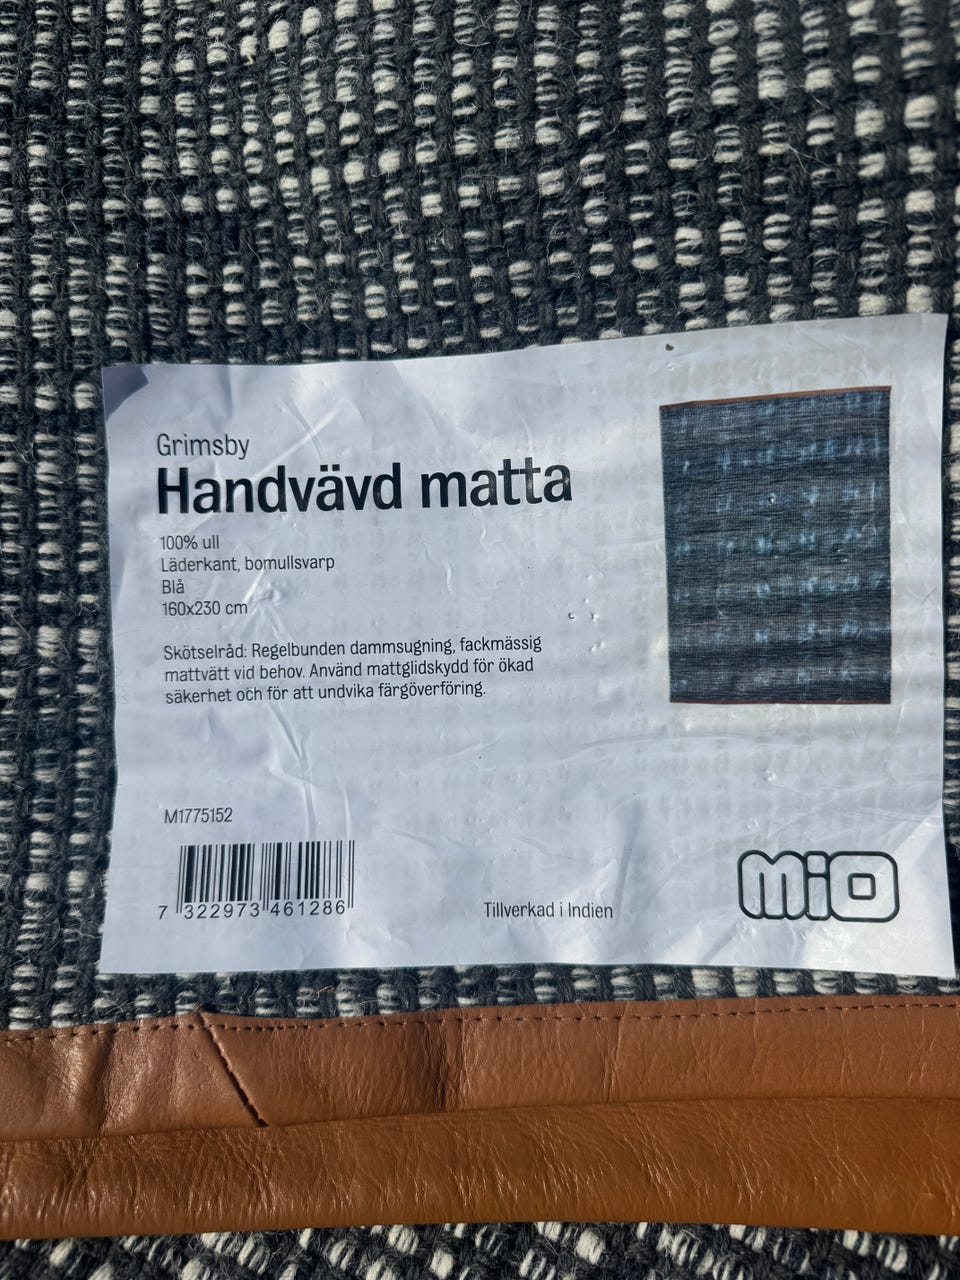 Grimsby
Handvävd matta
100% ull
Läderkant, bomullsvarp
Blå
160x230 cm
Skötselråd: Regelbunden dammsugning, fackmässig
mattvätt vid behov. Använd mattglidskydd för ökad
säkerhet och för att undvika färgöverföring.
M1775152
7 322973 461286
Tillverkad i Indien
MiO